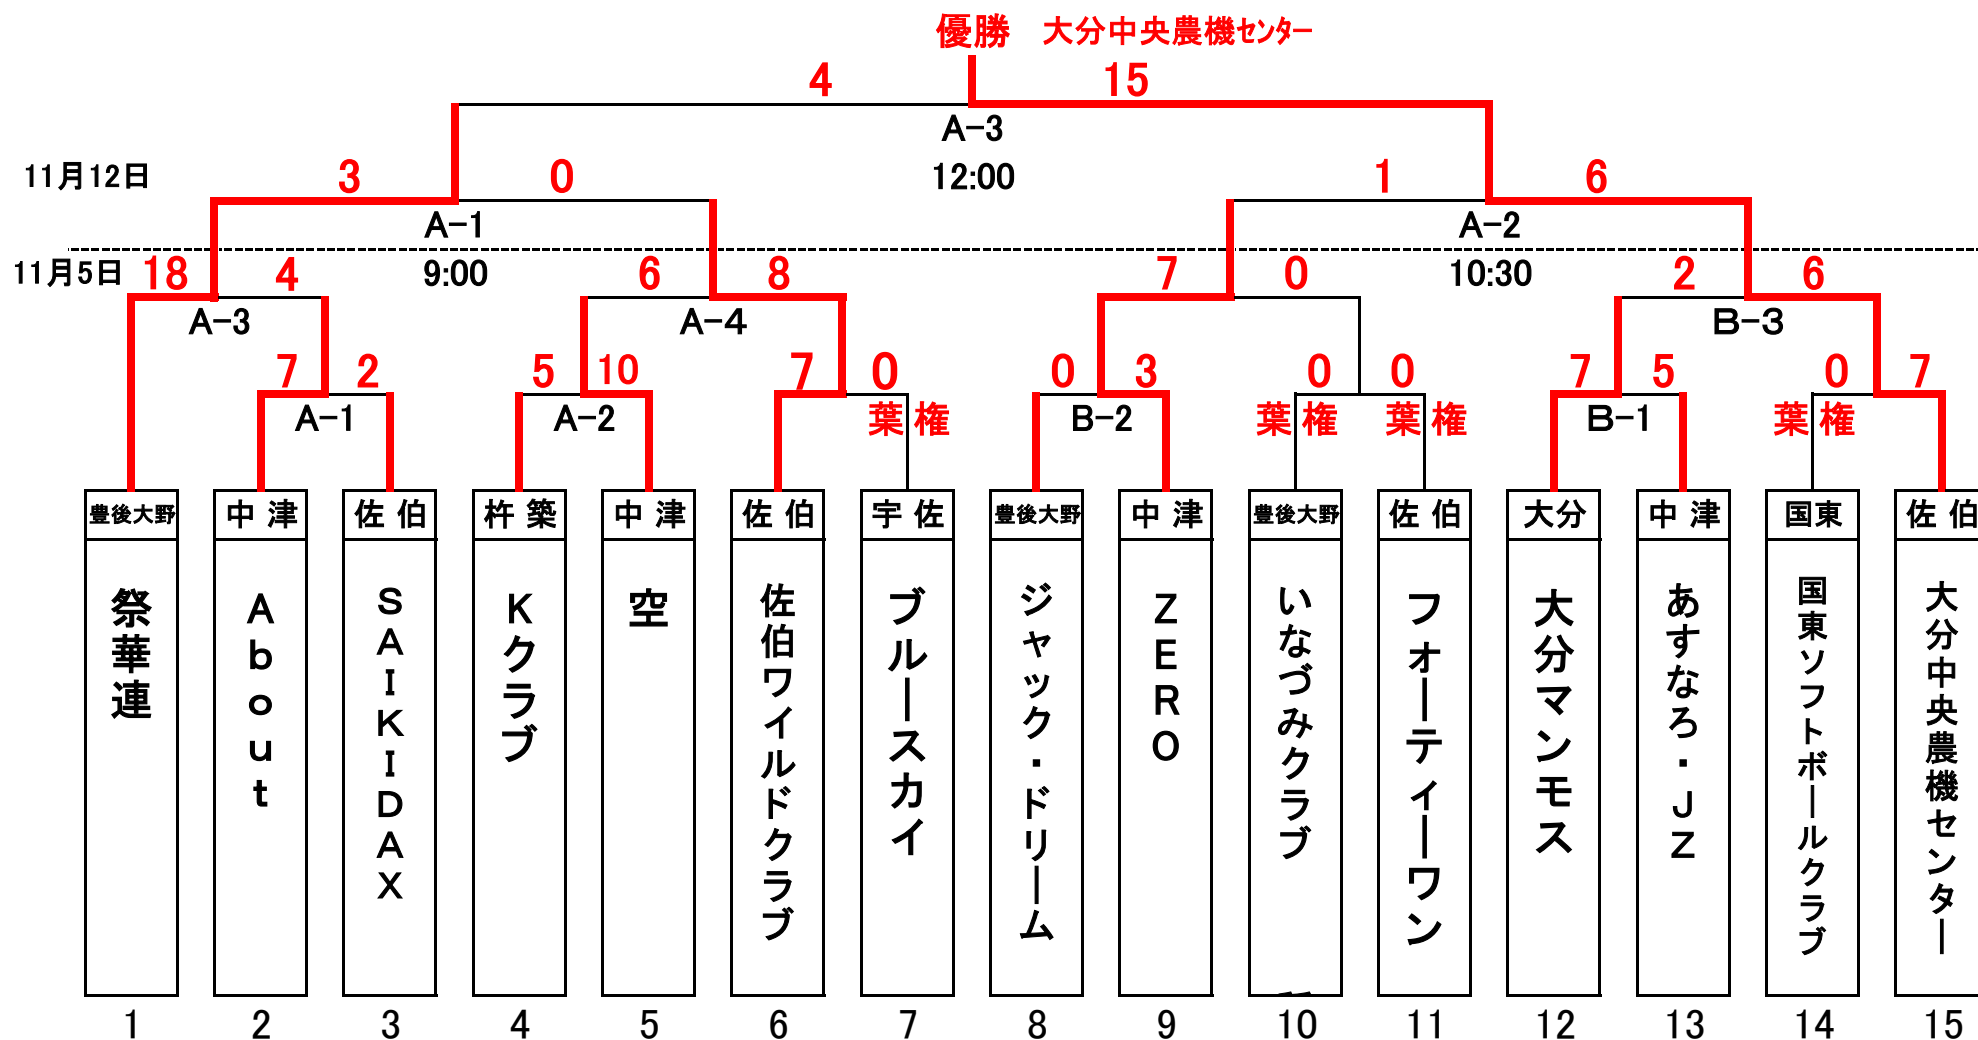 優勝 大分中央農機センター
4 15
A-3
11月12日 3 0 12:00 1 6
A-1 A-2
11月5日 18 4 9:00 6 8 7 0 10:30 2 6
A-3 A-4 B-3
7 2 5 10 7 0 0 3 0 0 7 5 0 7
A-1 A-2 葉権 B-2 葉権 葉権 B-1 葉権
豊後大野 中津 佐伯 杵築 中津 佐伯 宇佐 豊後大野 中津 豊後大野 佐伯 大分 中津 国東 佐伯
祭華連
About
SAIKIDAX
Kクラブ
空
佐伯ワイルドクラブ
ブルースカイ
ジャック・ドリーム
ZERO
いなづみクラブ
フォーティーワン
大分マンモス
あすなろ・JZ
国東ソフトボールクラブ
大分中央農機センター
1 2 3 4 5 6 7 8 9 10 11 12 13 14 15